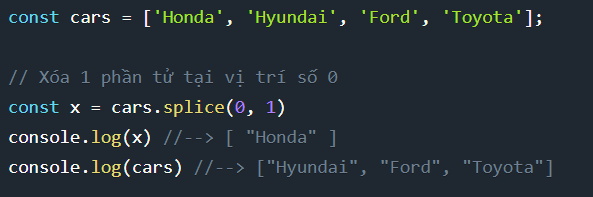 const cars = ['Honda', 'Hyundai', 'Ford', 'Toyota'];
// Xóa 1 phần tử tại vị trí số 0
const x = cars.splice(0, 1)
console.log(x) //--> [ "Honda" ]
console.log(cars) //--> ["Hyundai", "Ford", "Toyota"]